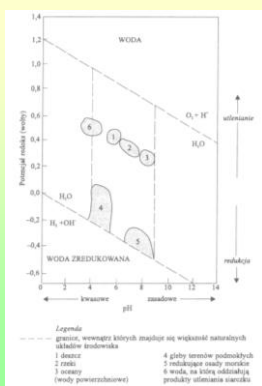 1,4
1,2
1,0
0,8
0,6
0,4
0,2
0,0
-0,2
-0,4
-0,6
Potencjał redoks (wolty)
WODA
O₂ + H⁺
H₂O
utlenianie
6
1
2
3
H₂O
H₂ + OH⁻
4
5
redukcja
WODA ZREDUKOWANA
0 2 4 6 8 10 12 14
kwasowe zasadowe
pH
Legenda
granice, wewnątrz których znajduje się większość naturalnych
układów środowiska
1 deszcz
2 rzeki
3 oceany
(wody powierzchniowe)
4 gleby terenów podmokłych
5 redukujące osady morskie
6 woda, na którą oddziałują
produkty utleniania siarczku